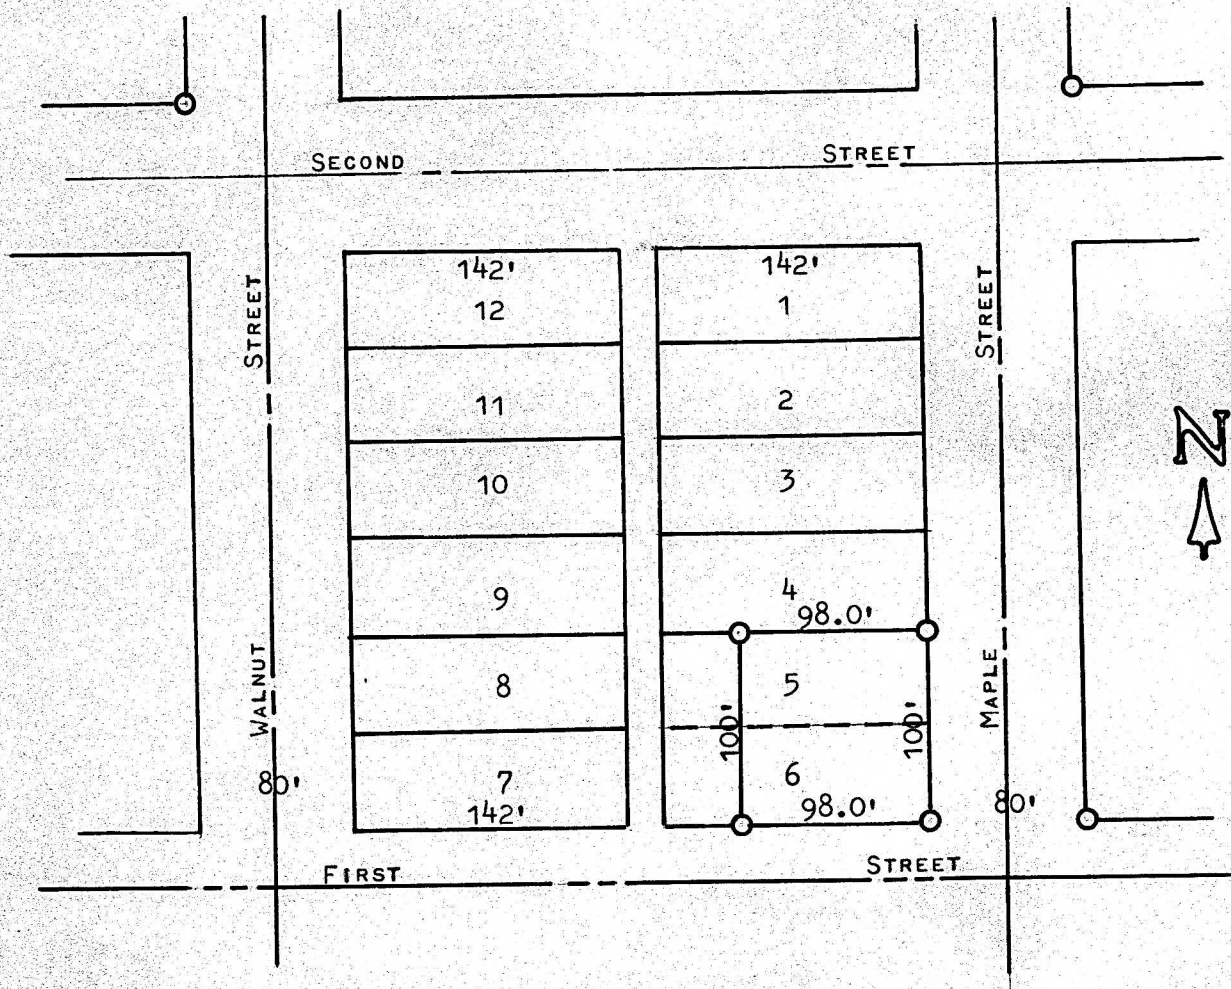 SECOND STREET
142' 142'
12 1
STREET STREET
11 2
N
10 3
9 4
98.0'
WALNUT MAPLE
8 5
100' 100'
80' 7 6 80'
142' 98.0'
FIRST STREET